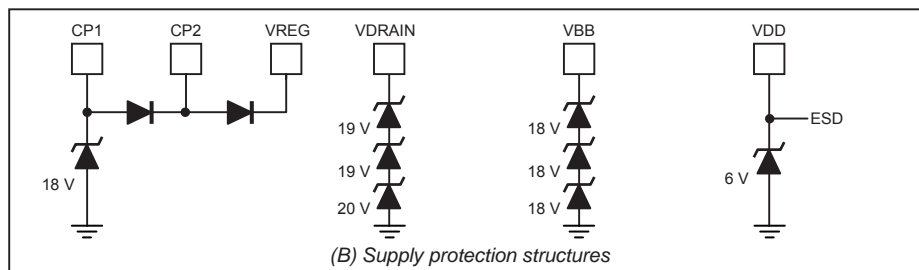 CP1 CP2 VREG VDRAIN VBB VDD
ESD
19 V 18 V
18 V 19 V 18 V 6 V
20 V 18 V
(B) Supply protection structures